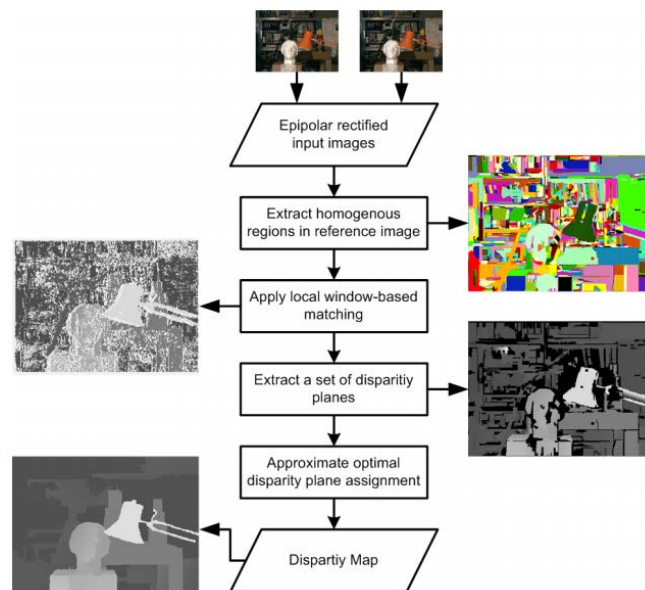 Epipolar rectified
input images
Extract homogenous
regions in reference image
Apply local window-based
matching
Extract a set of disparitiy
planes
Approximate optimal
disparity plane assignment
Dispartiy Map